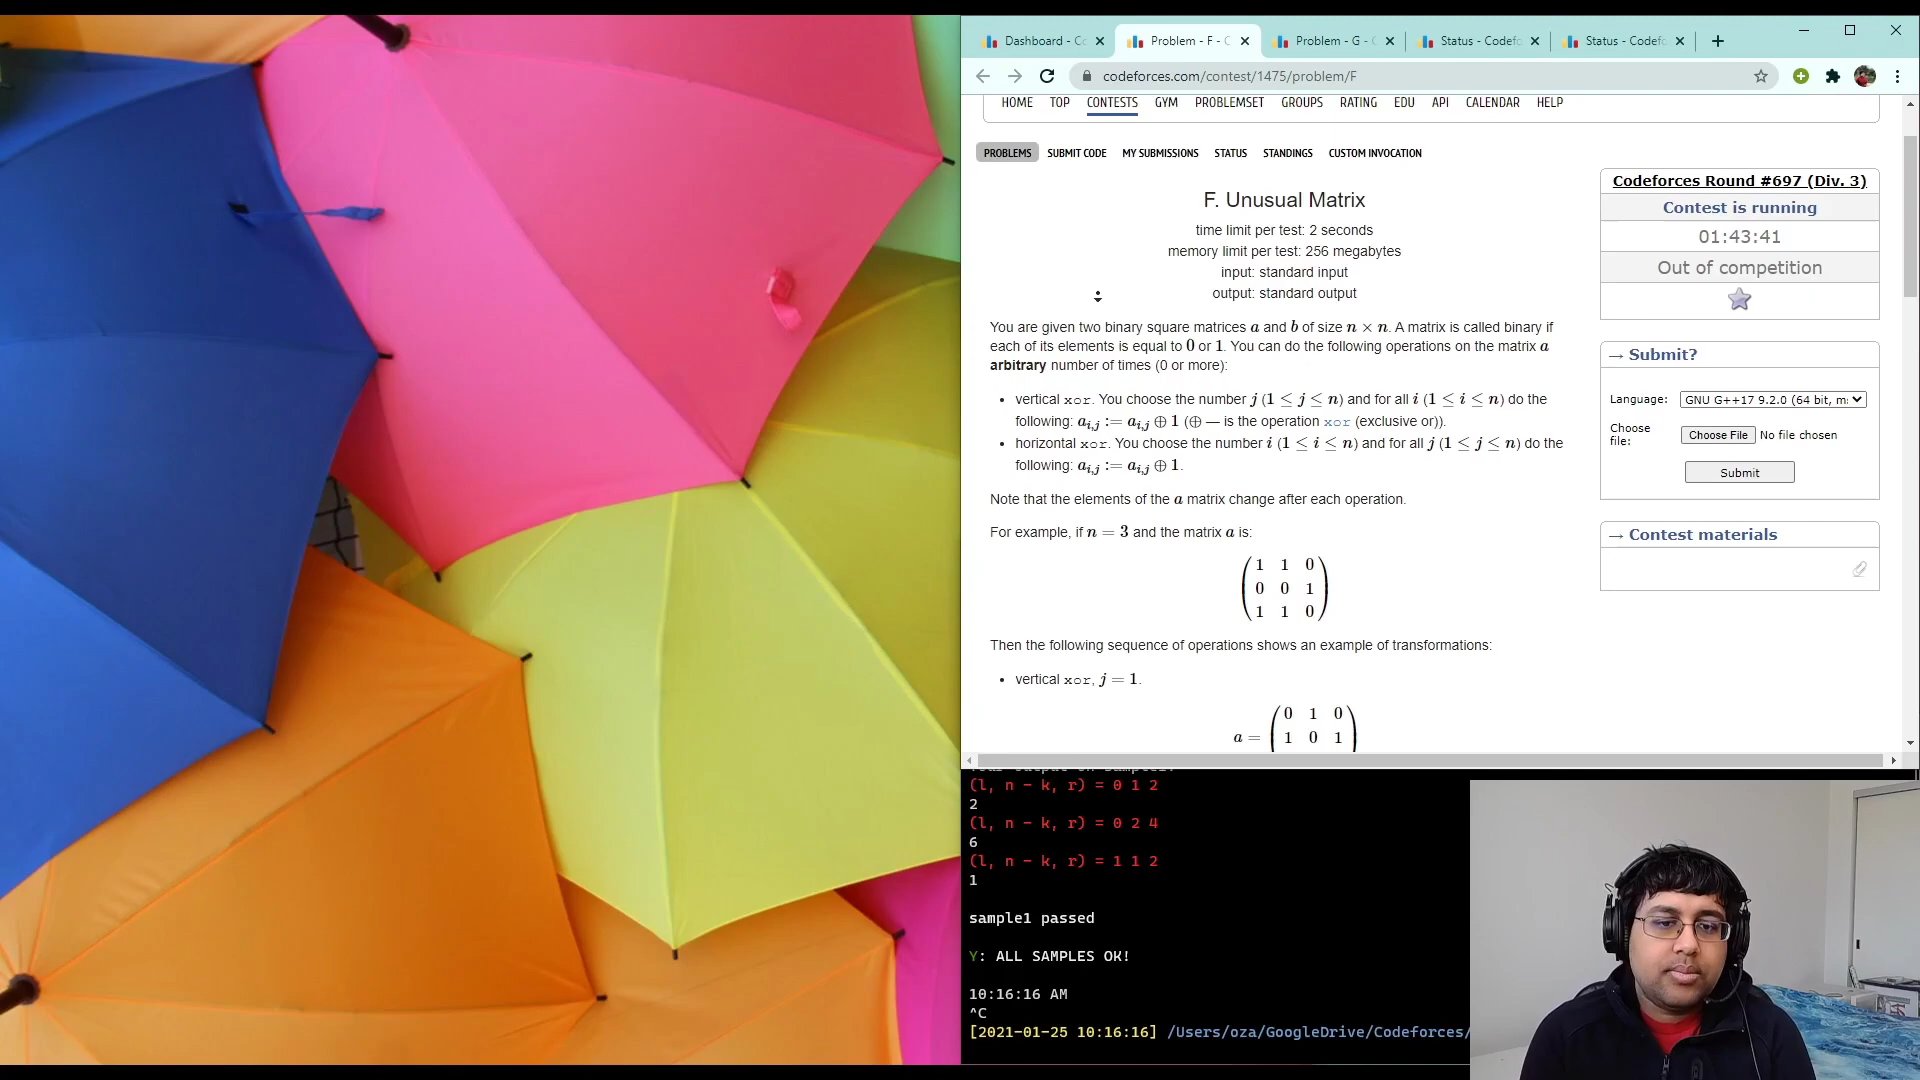 Dashboard - Cc
Problem - F - C
Problem - G - C
Status - Codefo
Status - Codefo
codeforces.com/contest/1475/problem/F
HOME TOP CONTESTS GYM PROBLEMSET GROUPS RATING EDU API CALENDAR HELP
PROBLEMS SUBMIT CODE MY SUBMISSIONS STATUS STANDINGS CUSTOM INVOCATION
F. Unusual Matrix
time limit per test: 2 seconds
memory limit per test: 256 megabytes
input: standard input
output: standard output
You are given two binary square matrices a and b of size n × n. A matrix is called binary if
each of its elements is equal to 0 or 1. You can do the following operations on the matrix a
arbitrary number of times (0 or more):
• vertical xor. You choose the number j (1 ≤ j ≤ n) and for all i (1 ≤ i ≤ n) do the
following: a_{i,j} := a_{i,j} ⊕ 1 (⊕ — is the operation xor (exclusive or)).
• horizontal xor. You choose the number i (1 ≤ i ≤ n) and for all j (1 ≤ j ≤ n) do the
following: a_{i,j} := a_{i,j} ⊕ 1.
Note that the elements of the a matrix change after each operation.
For example, if n = 3 and the matrix a is:
1 1 0
0 0 1
1 1 0
Then the following sequence of operations shows an example of transformations:
• vertical xor, j = 1.
0 1 0
a = 1 0 1
Codeforces Round #697 (Div. 3)
Contest is running
01:43:41
Out of competition
→ Submit?
Language: GNU G++17 9.2.0 (64 bit, m
Choose
file:
Choose File No file chosen
Submit
→ Contest materials
(l, n - k, r) = 0 1 2
2
(l, n - k, r) = 0 2 4
6
(l, n - k, r) = 1 1 2
1
sample1 passed
Y: ALL SAMPLES OK!
10:16:16 AM
^C
[2021-01-25 10:16:16] /Users/oza/GoogleDrive/Codeforces/